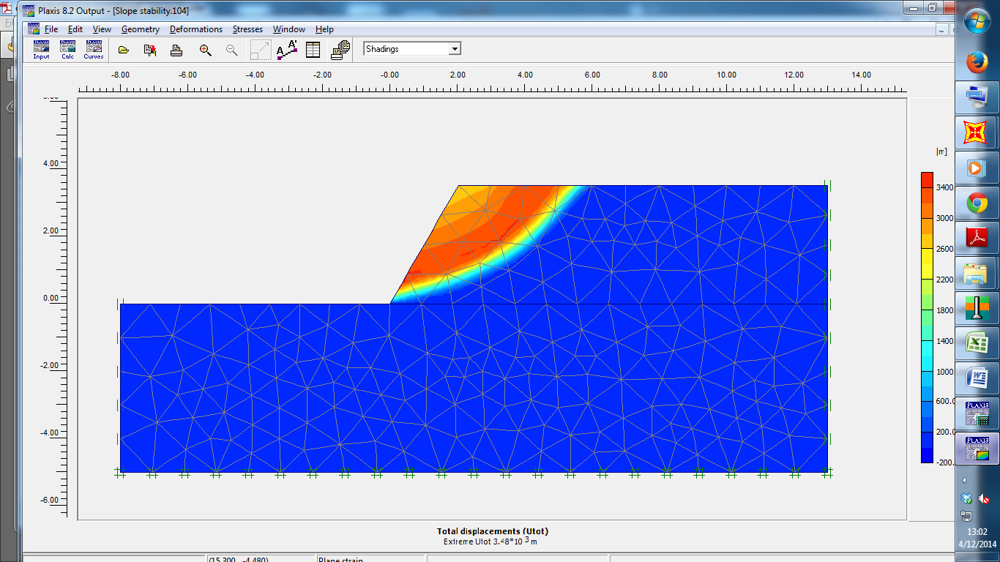 Plaxis 8.2 Output - [Slope stability.104]
File Edit View Geometry Deformations Stresses Window Help
Input Calc Curves Shadings
-8.00 -6.00 -4.00 -2.00 -0.00 2.00 4.00 6.00 8.00 10.00 12.00 14.00
4.00
2.00
0.00
-2.00
-4.00
-6.00
[m]
3400
3000
2600
2200
1800
1400
1000
600.0
200.0
-200.
Total displacements (Utot)
Extreme Utot 3.48*10 3 m
(15.300, -4.480) Plane strain
PLAXIS
PLAXIS
13:02
4/12/2014